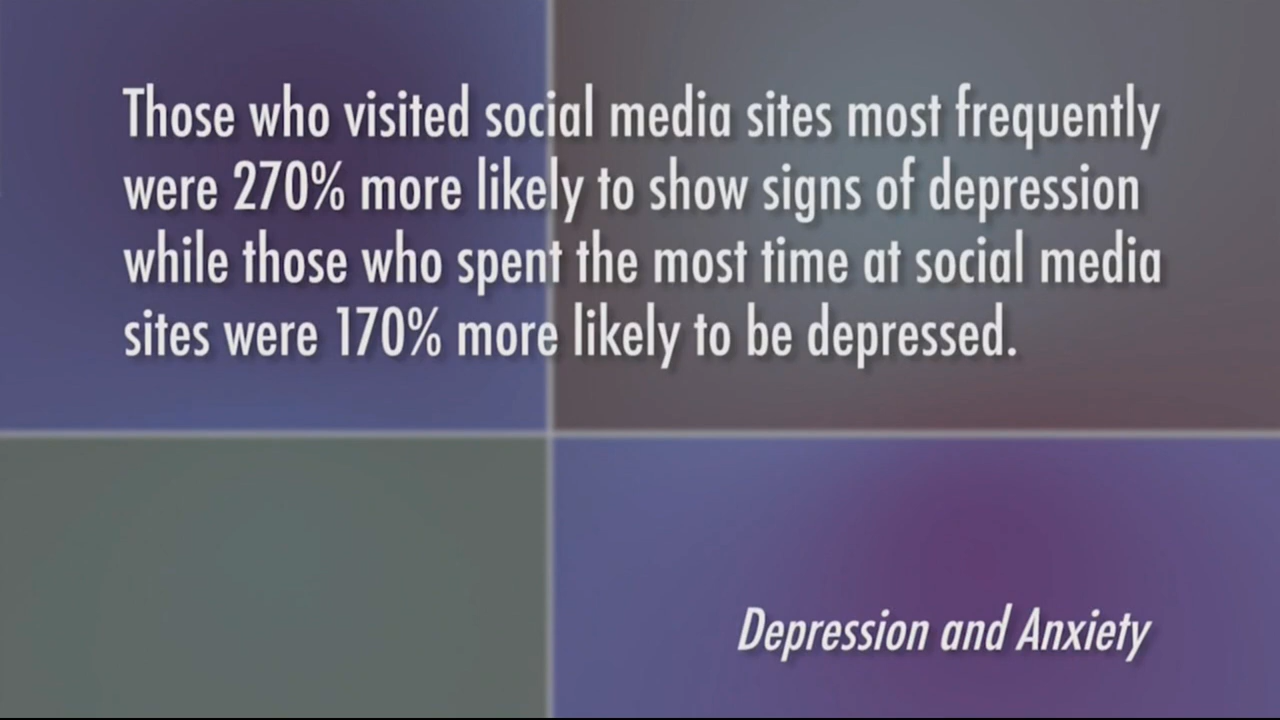 Those who visited social media sites most frequently
were 270% more likely to show signs of depression
while those who spent the most time at social media
sites were 170% more likely to be depressed.
Depression and Anxiety